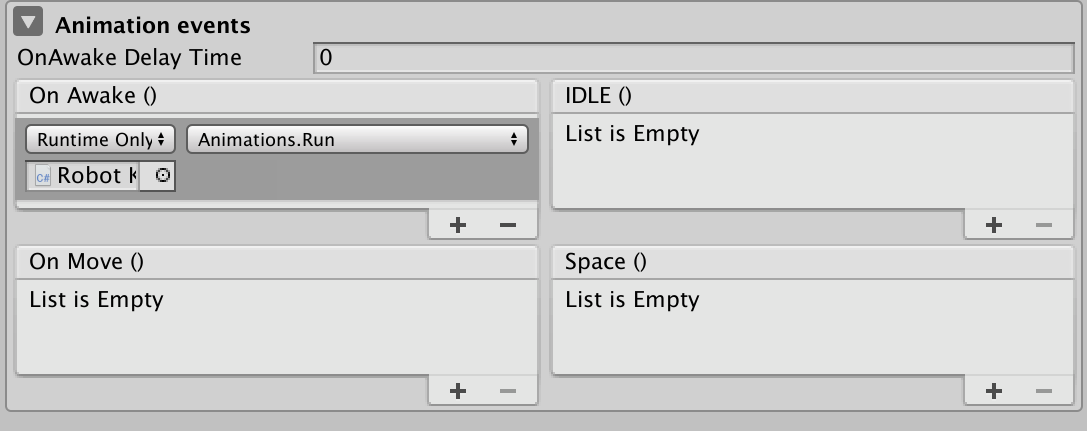 Animation events
OnAwake Delay Time 0
On Awake ()
Runtime Only Animations.Run
C# Robot
IDLE ()
List is Empty
+ −
+ −
On Move ()
List is Empty
Space ()
List is Empty
+ −
+ −